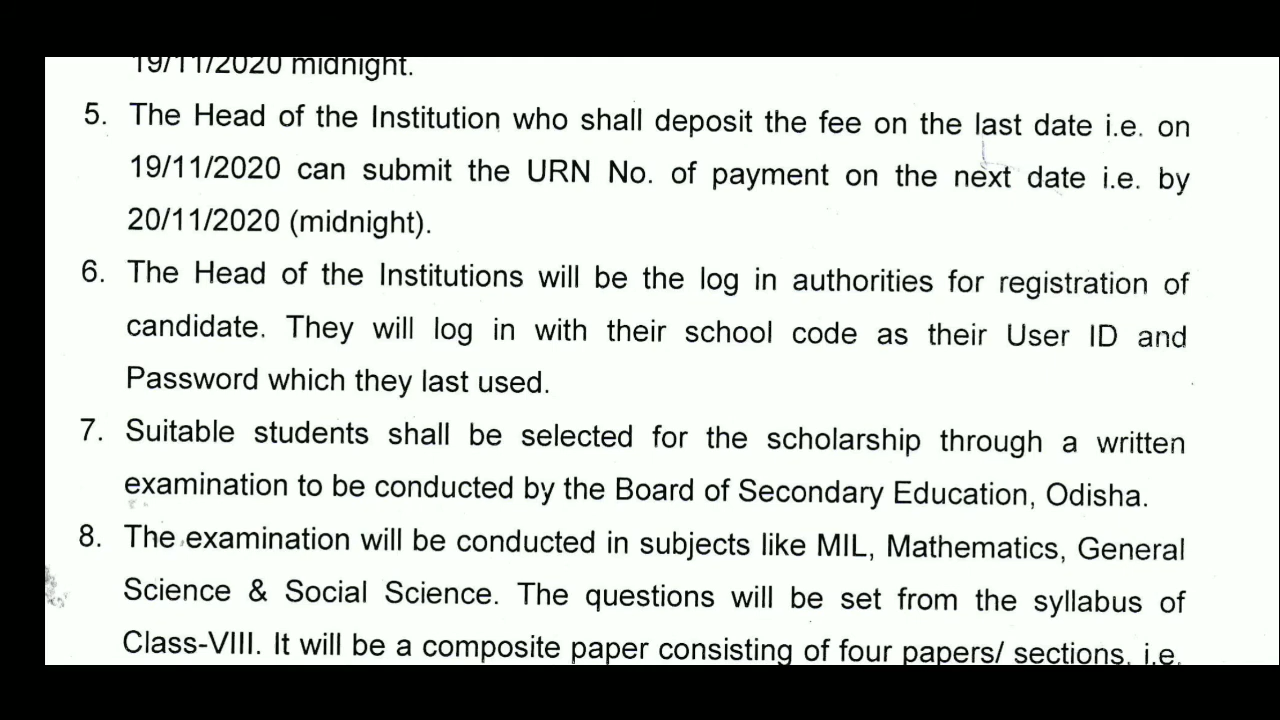 19/11/2020 midnight.
5. The Head of the Institution who shall deposit the fee on the last date i.e. on
19/11/2020 can submit the URN No. of payment on the next date i.e. by
20/11/2020 (midnight).
6. The Head of the Institutions will be the log in authorities for registration of
candidate. They will log in with their school code as their User ID and
Password which they last used.
7. Suitable students shall be selected for the scholarship through a written
examination to be conducted by the Board of Secondary Education, Odisha.
8. The examination will be conducted in subjects like MIL, Mathematics, General
Science & Social Science. The questions will be set from the syllabus of
Class-VIII. It will be a composite paper consisting of four papers/ sections, i.e.